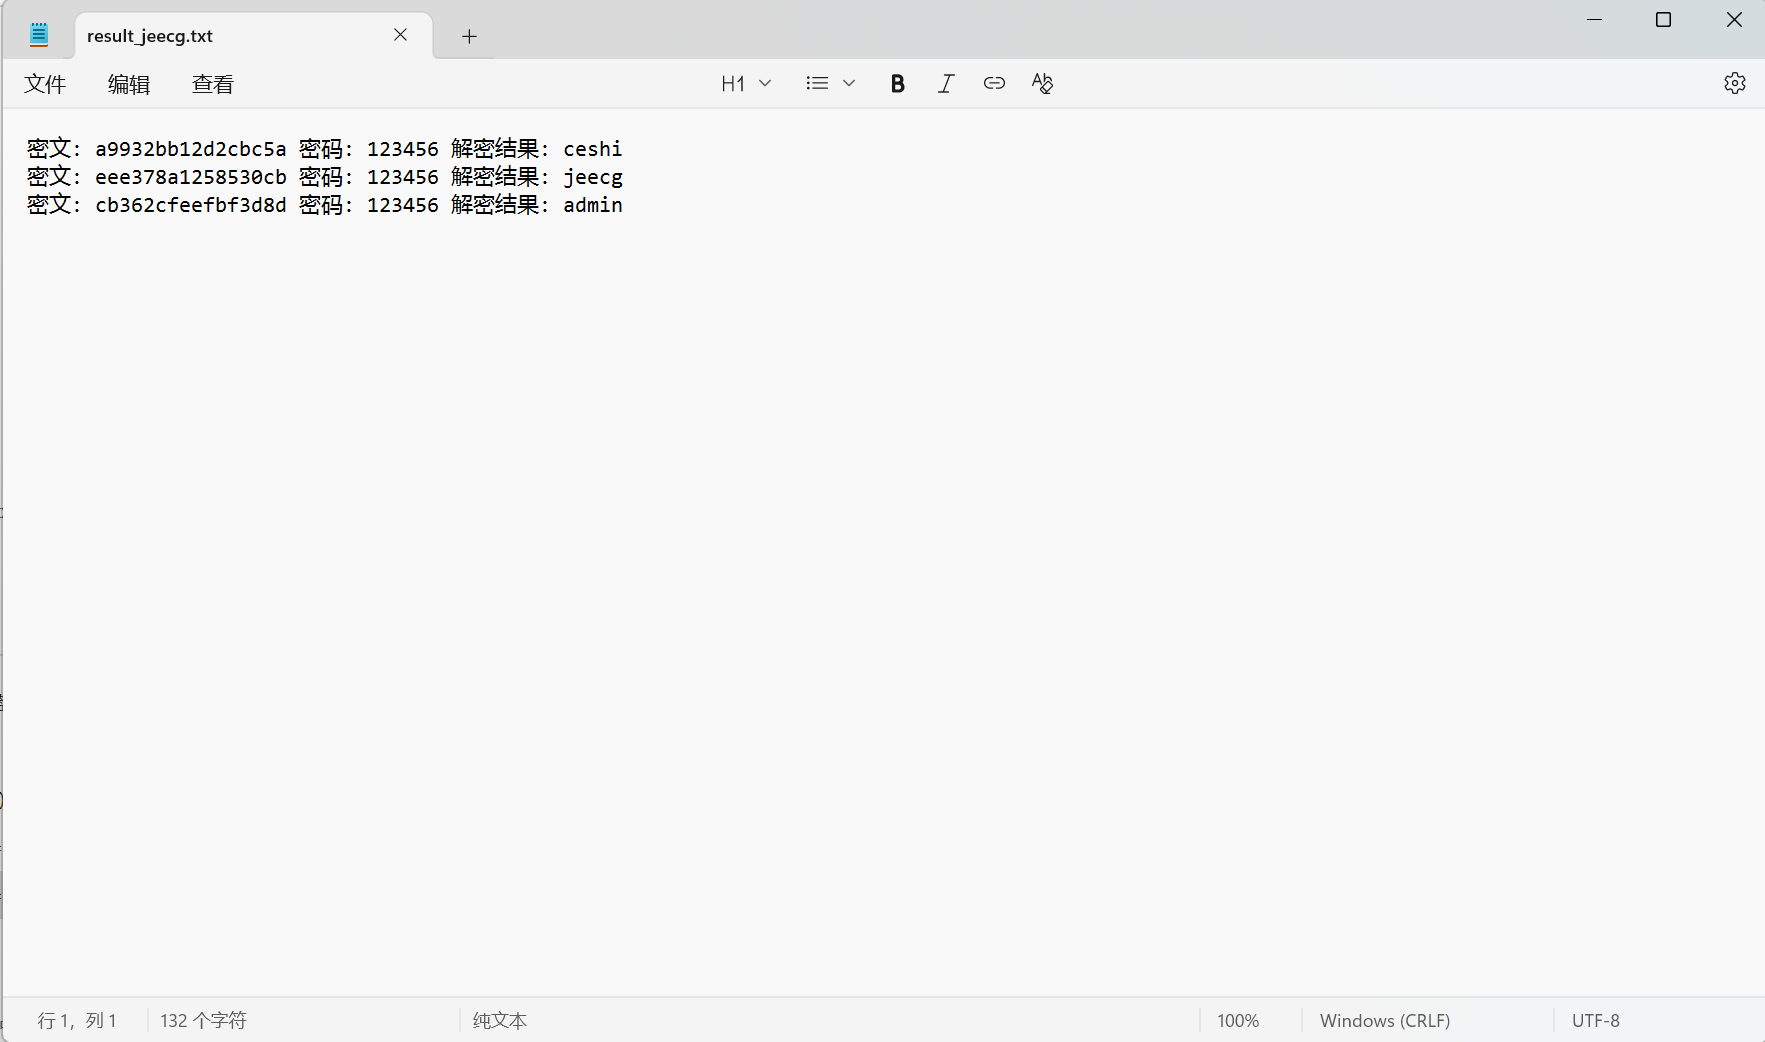 result_jeecg.txt
文件 编辑 查看 H1 B I A
密文: a9932bb12d2cbc5a 密码: 123456 解密结果: ceshi
密文: eee378a1258530cb 密码: 123456 解密结果: jeecg
密文: cb362cfeefbf3d8d 密码: 123456 解密结果: admin
行 1, 列 1 132 个字符 纯文本 100% Windows (CRLF) UTF-8